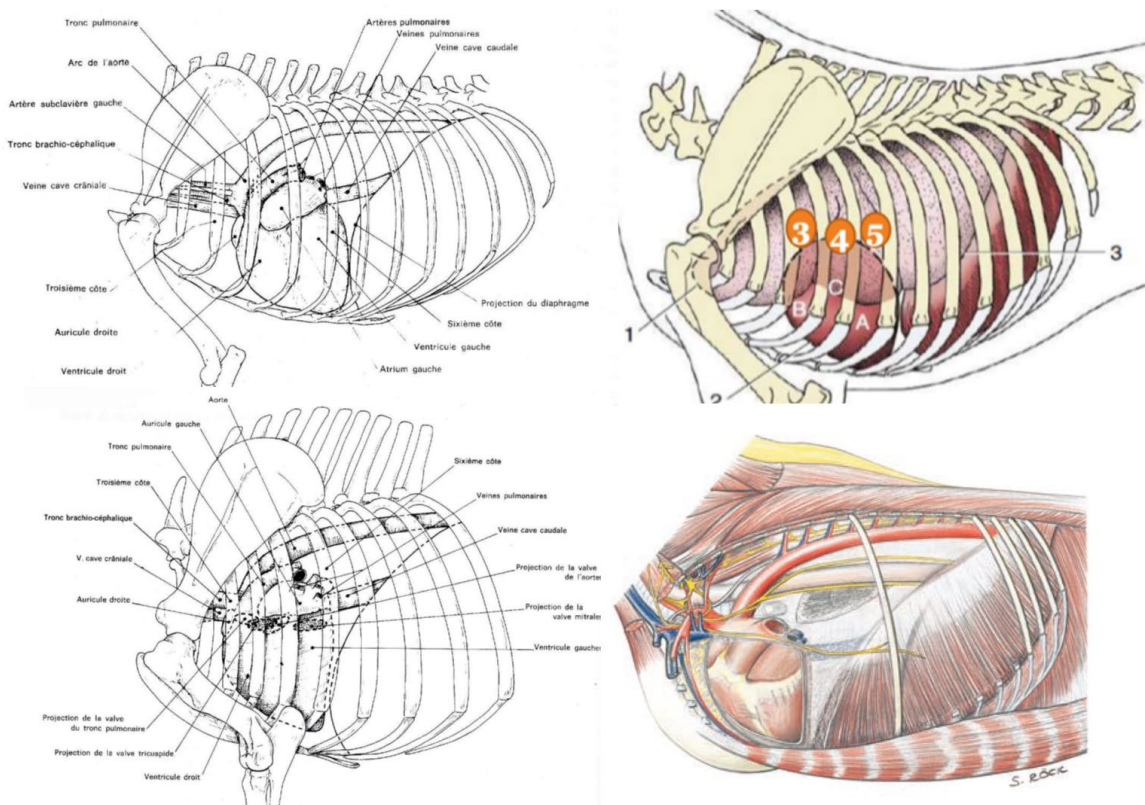 Tronc pulmonaire
Arc de l'aorte
Artère subclavière gauche
Tronc brachio-céphalique
Veine cave crâniale
Troisième côte
Auricule droite
Ventricule droit
Artères pulmonaires
Veines pulmonaires
Veine cave caudale
Projection du diaphragme
Sixième côte
Ventricule gauche
Atrium gauche
3
4
5
C
B
A
3
1
2
Aorte
Auricule gauche
Tronc pulmonaire
Troisième côte
Tronc brachio-céphalique
V. cave crâniale
Auricule droite
Projection de la valve
du tronc pulmonaire
Projection de la valve tricuspide
Ventricule droit
Sixième côte
Veines pulmonaires
Veine cave caudale
Projection de la valve
de l'aorte
Projection de la
valve mitrale
Ventricule gauche
S. RÖCK